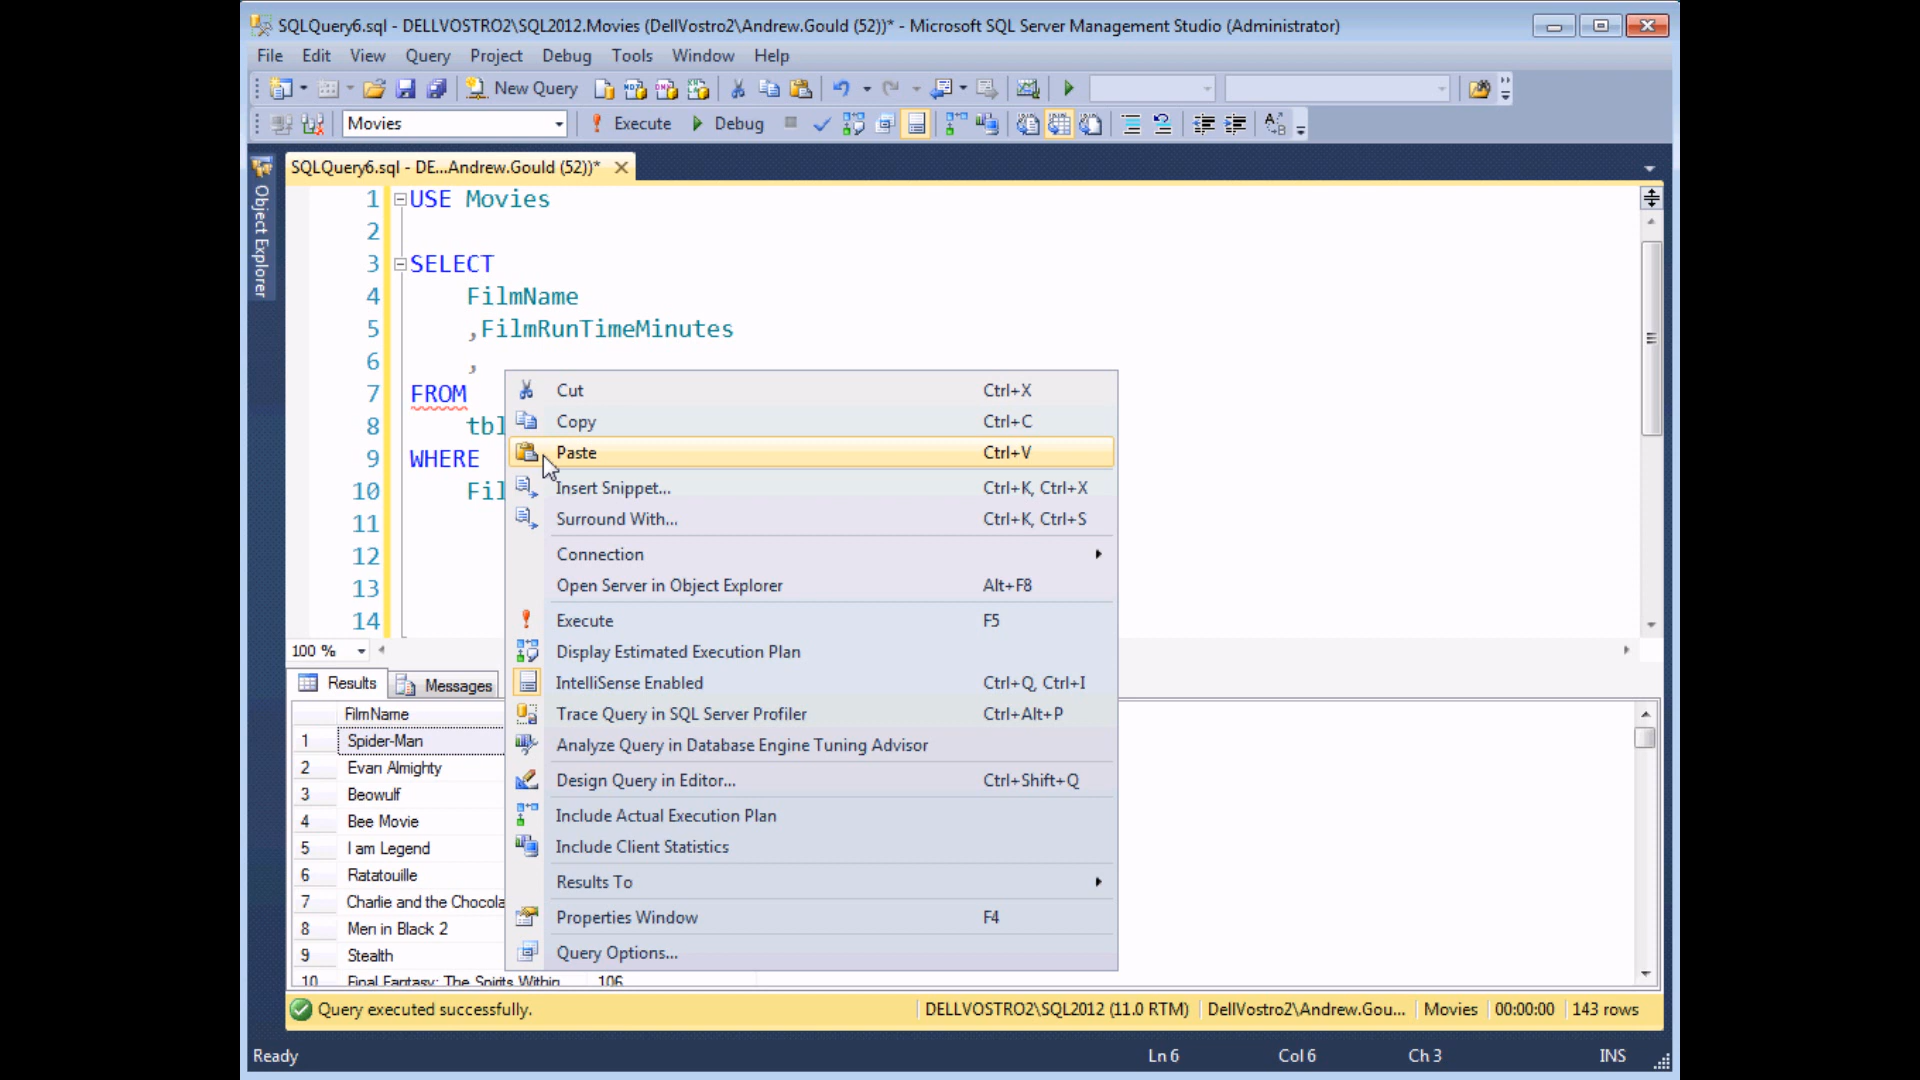 SQLQuery6.sql - DELLVOSTRO2\SQL2012.Movies (DellVostro2\Andrew.Gould (52))* - Microsoft SQL Server Management Studio (Administrator)
File Edit View Query Project Debug Tools Window Help
New Query
Movies Execute Debug
SQLQuery6.sql - DE...Andrew.Gould (52))*
Object Explorer
1 USE Movies
2
3 SELECT
4 FilmName
5 ,FilmRunTimeMinutes
6 ,
7 FROM
8 tbl
9 WHERE
10 Fil
11
12
13
14
Cut Ctrl+X
Copy Ctrl+C
Paste Ctrl+V
Insert Snippet... Ctrl+K, Ctrl+X
Surround With... Ctrl+K, Ctrl+S
Connection
Open Server in Object Explorer Alt+F8
Execute F5
Display Estimated Execution Plan
IntelliSense Enabled Ctrl+Q, Ctrl+I
Trace Query in SQL Server Profiler Ctrl+Alt+P
Analyze Query in Database Engine Tuning Advisor
Design Query in Editor... Ctrl+Shift+Q
Include Actual Execution Plan
Include Client Statistics
Results To
Properties Window F4
Query Options...
100 %
Results Messages
FilmName
1 Spider-Man
2 Evan Almighty
3 Beowulf
4 Bee Movie
5 I am Legend
6 Ratatouille
7 Charlie and the Chocola
8 Men in Black 2
9 Stealth
10 Final Fantasy: The Spirits Within 106
Query executed successfully. DELLVOSTRO2\SQL2012 (11.0 RTM) DellVostro2\Andrew.Gou... Movies 00:00:00 143 rows
Ready Ln 6 Col 6 Ch 3 INS